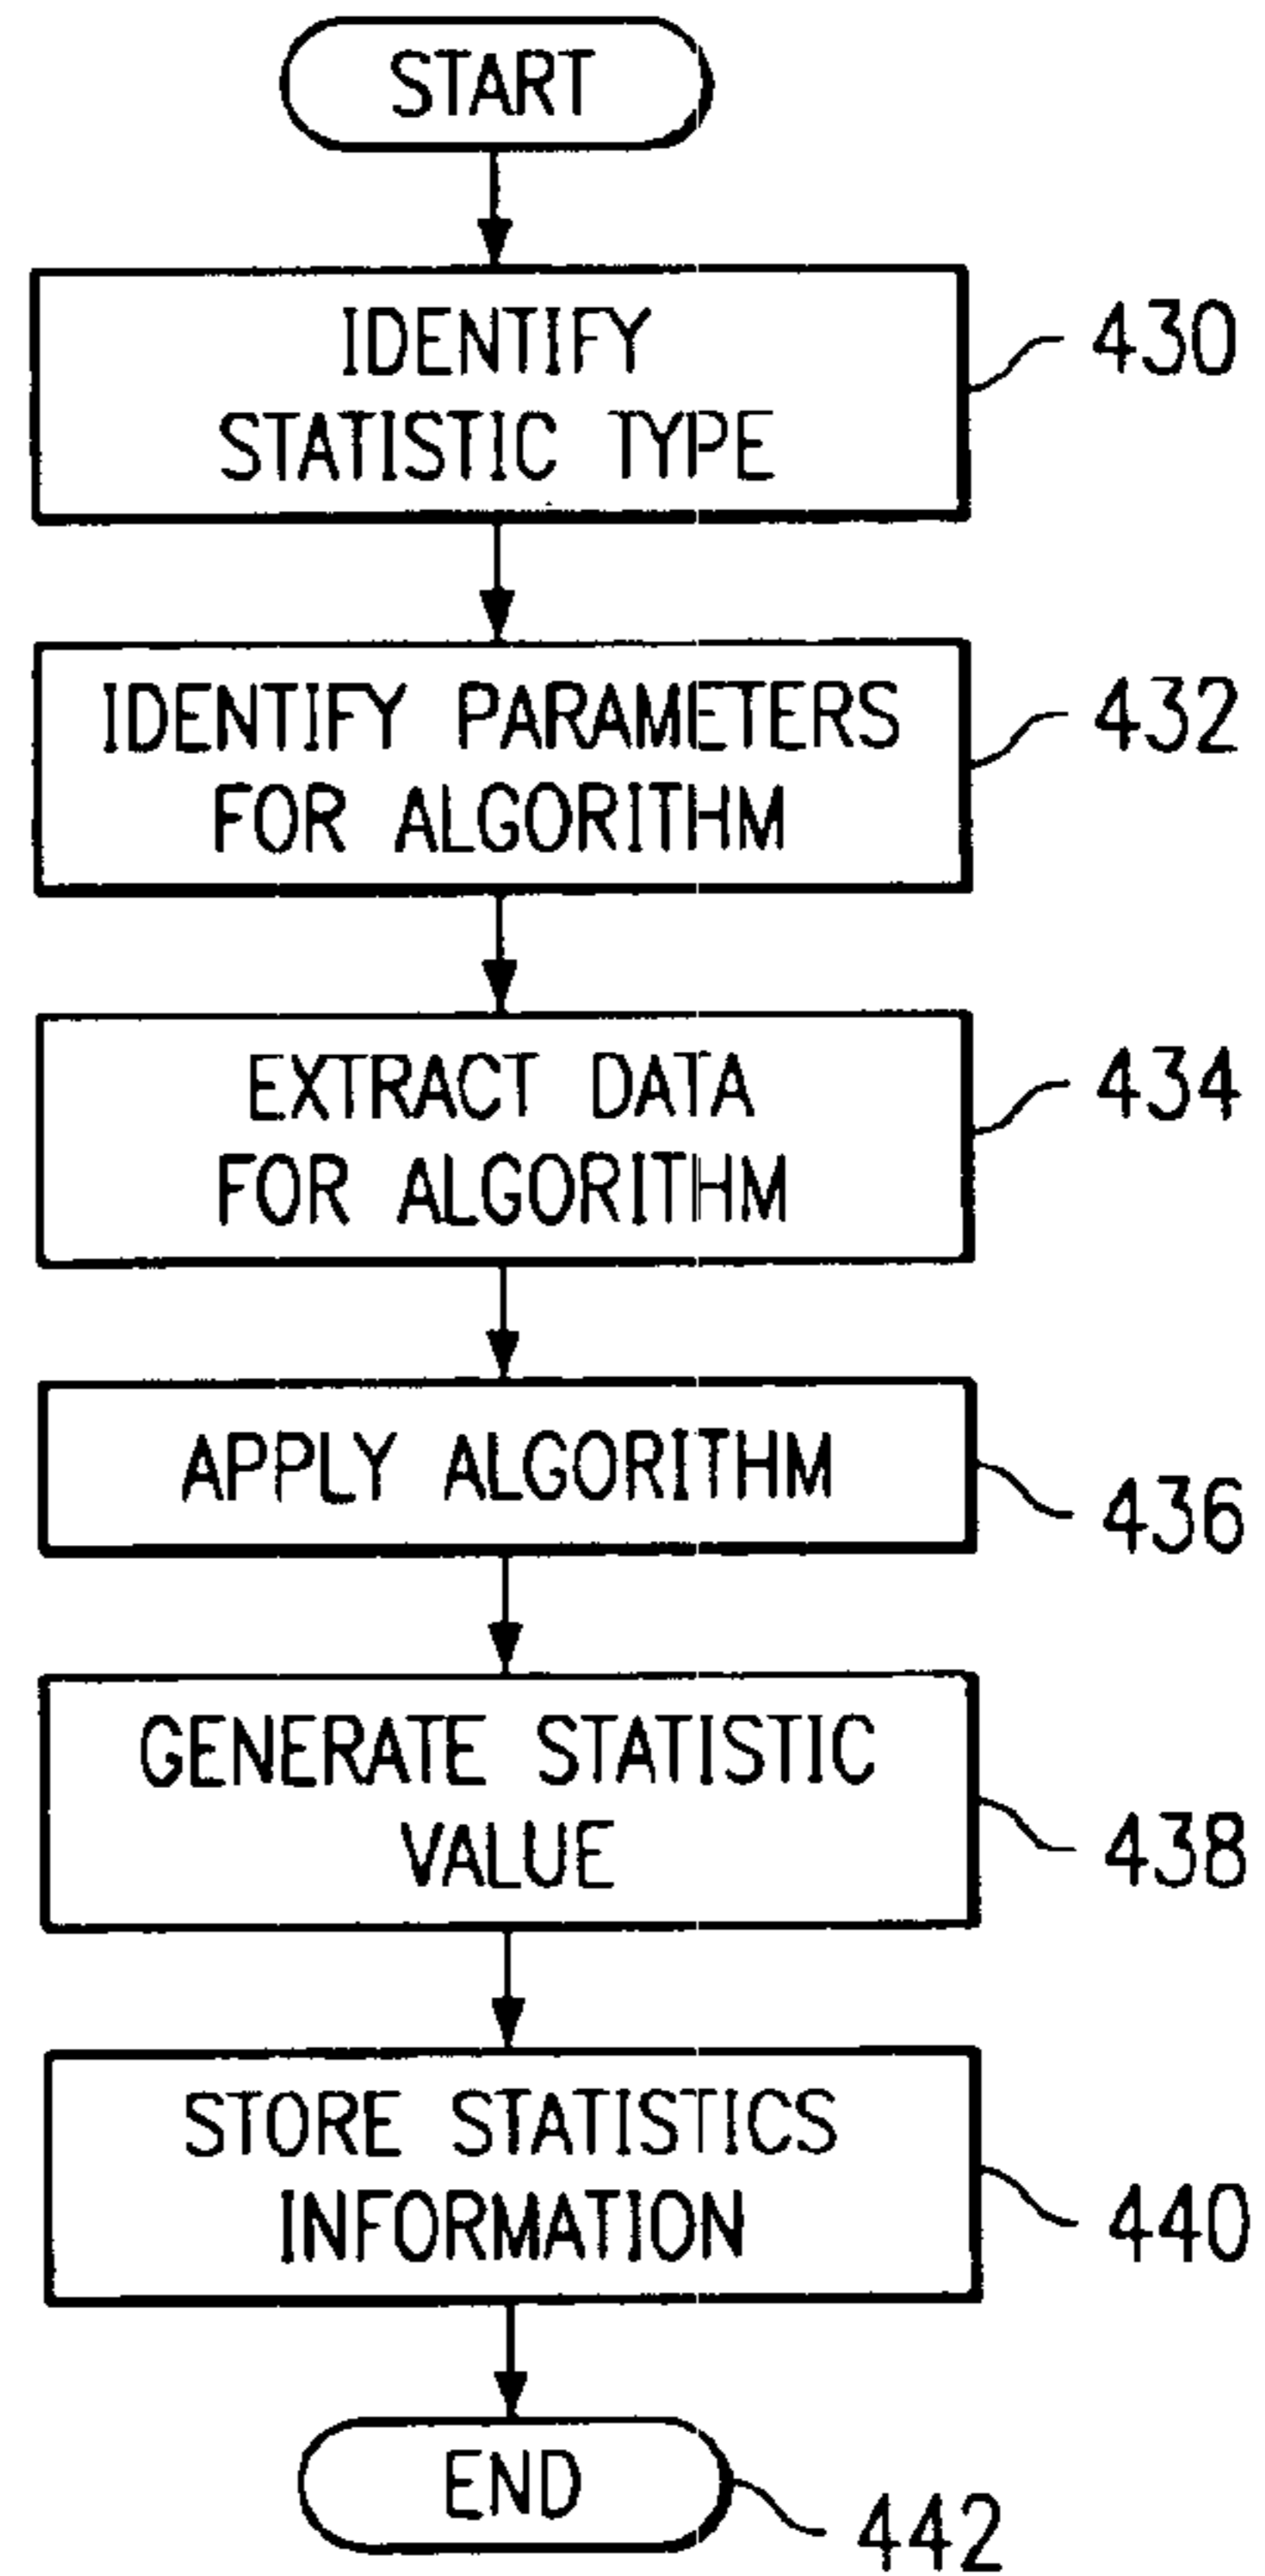 START
IDENTIFY
STATISTIC TYPE
430
IDENTIFY PARAMETERS
FOR ALGORITHM
432
EXTRACT DATA
FOR ALGORITHM
434
APPLY ALGORITHM
436
GENERATE STATISTIC
VALUE
438
STORE STATISTICS
INFORMATION
440
END
442